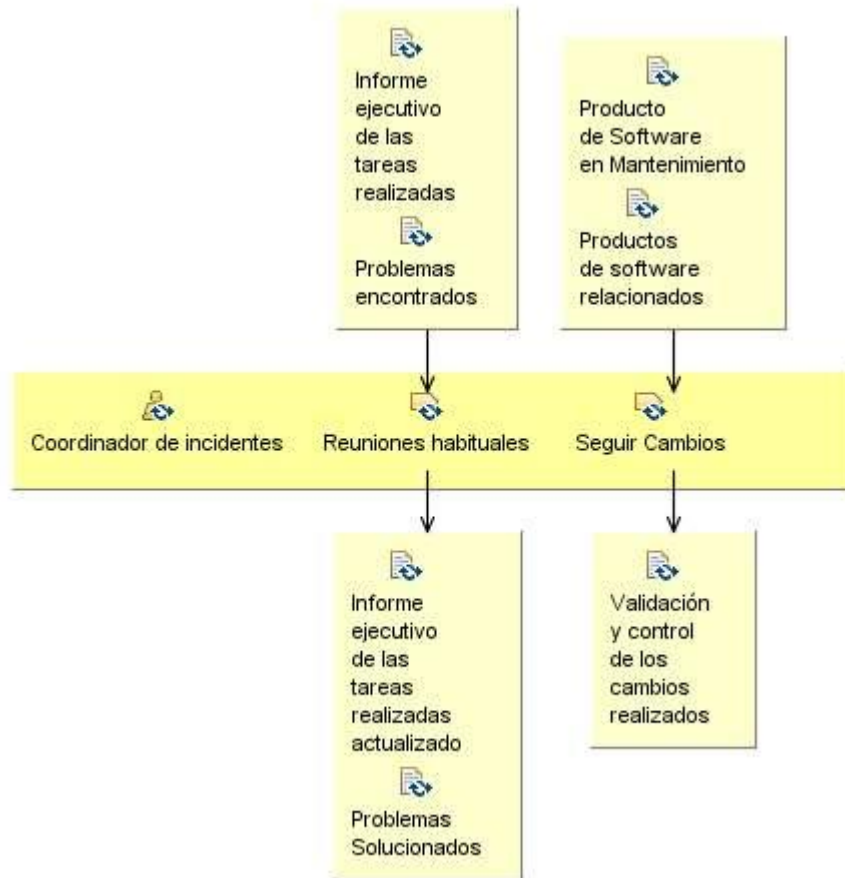 Informe
ejecutivo
de las
tareas
realizadas
Problemas
encontrados
Producto
de Software
en Mantenimiento
Productos
de software
relacionados
Coordinador de incidentes
Reuniones habituales
Seguir Cambios
Informe
ejecutivo
de las
tareas
realizadas
actualizado
Problemas
Solucionados
Validación
y control
de los
cambios
realizados